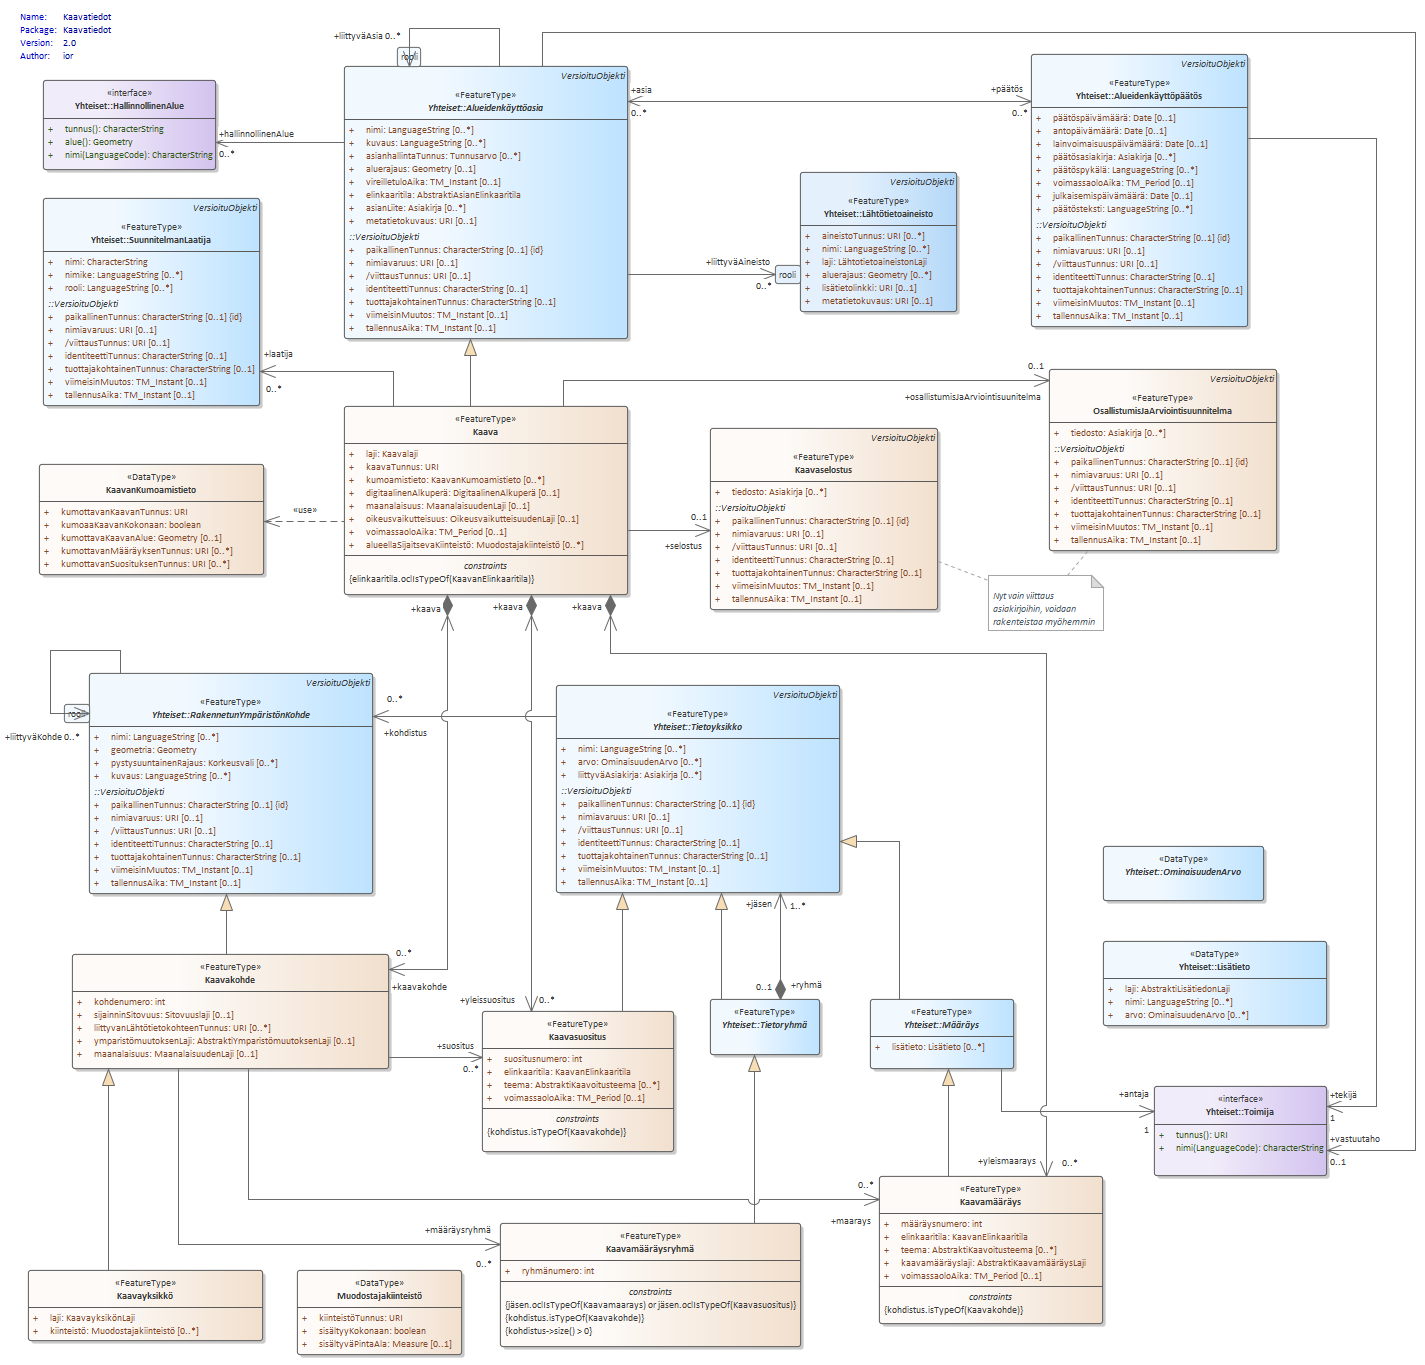 Name: Kaavatiedot
Package: Kaavatiedot
Version: 2.0
Author: ior
«interface»
Yhteiset::HallinnollinenAlue
+ tunnus(): CharacterString
+ alue(): Geometry
+ nimi(LanguageCode): CharacterString
+hallinnollinenAlue
0..*
+liittyväAsia 0..*
rooli
VersioituObjekti
«FeatureType»
Yhteiset::Alueidenkäyttöasia
+ nimi: LanguageString [0..*]
+ kuvaus: LanguageString [0..*]
+ asianhallintaTunnus: Tunnusarvo [0..*]
+ aluerajaus: Geometry [0..1]
+ vireilletuloAika: TM_Instant [0..1]
+ elinkaaritila: AbstraktiAsianElinkaaritila
+ asianLiite: Asiakirja [0..*]
+ metatietokuvaus: URI [0..1]
::VersioituObjekti
+ paikallinenTunnus: CharacterString [0..1] {id}
+ nimiavaruus: URI [0..1]
+ /viittausTunnus: URI [0..1]
+ identiteettiTunnus: CharacterString [0..1]
+ tuottajakohtainenTunnus: CharacterString [0..1]
+ viimeisinMuutos: TM_Instant [0..1]
+ tallennusAika: TM_Instant [0..1]
+asia
0..*
+päätös
0..*
VersioituObjekti
«FeatureType»
Yhteiset::Alueidenkäyttöpäätös
+ päätöspäivämäärä: Date [0..1]
+ antopäivämäärä: Date [0..1]
+ lainvoimaisuuspäivämäärä: Date [0..1]
+ päätösasiakirja: Asiakirja [0..*]
+ päätöspykälä: LanguageString [0..*]
+ voimassaoloAika: TM_Period [0..1]
+ julkaisemispäivämäärä: Date [0..1]
+ päätösteksti: LanguageString [0..*]
::VersioituObjekti
+ paikallinenTunnus: CharacterString [0..1] {id}
+ nimiavaruus: URI [0..1]
+ /viittausTunnus: URI [0..1]
+ identiteettiTunnus: CharacterString [0..1]
+ tuottajakohtainenTunnus: CharacterString [0..1]
+ viimeisinMuutos: TM_Instant [0..1]
+ tallennusAika: TM_Instant [0..1]
VersioituObjekti
«FeatureType»
Yhteiset::Lähtötietoaineisto
+ aineistoTunnus: URI [0..*]
+ nimi: LanguageString [0..*]
+ laji: LähtotietoaineistonLaji
+ aluerajaus: Geometry [0..*]
+ lisätietolinkki: URI [0..1]
+ metatietokuvaus: URI [0..1]
+liittyväAineisto
0..*
rooli
VersioituObjekti
«FeatureType»
Yhteiset::SuunnitelmanLaatija
+ nimi: CharacterString
+ nimike: LanguageString [0..*]
+ rooli: LanguageString [0..*]
::VersioituObjekti
+ paikallinenTunnus: CharacterString [0..1] {id}
+ nimiavaruus: URI [0..1]
+ /viittausTunnus: URI [0..1]
+ identiteettiTunnus: CharacterString [0..1]
+ tuottajakohtainenTunnus: CharacterString [0..1]
+ viimeisinMuutos: TM_Instant [0..1]
+ tallennusAika: TM_Instant [0..1]
+laatija
0..*
«FeatureType»
Kaava
+ laji: Kaavalaji
+ kaavaTunnus: URI
+ kumoamistieto: KaavanKumoamistieto [0..*]
+ digitaalinenAlkuperä: DigitaalinenAlkuperä [0..1]
+ maanalaisuus: MaanalaisuudenLaji [0..1]
+ oikeusvaikutteisuus: OikeusvaikutteisuudenLaji [0..1]
+ voimassaoloAika: TM_Period [0..1]
+ alueellaSijaitsevaKiinteistö: Muodostajakiinteistö [0..*]
constraints
{elinkaaritila.oclIsTypeOf(KaavanElinkaaritila)}
0..1
+osallistumisJaArviointisuunitelma
VersioituObjekti
«FeatureType»
OsallistumisJaArviointisuunnitelma
+ tiedosto: Asiakirja [0..*]
::VersioituObjekti
+ paikallinenTunnus: CharacterString [0..1] {id}
+ nimiavaruus: URI [0..1]
+ /viittausTunnus: URI [0..1]
+ identiteettiTunnus: CharacterString [0..1]
+ tuottajakohtainenTunnus: CharacterString [0..1]
+ viimeisinMuutos: TM_Instant [0..1]
+ tallennusAika: TM_Instant [0..1]
«DataType»
KaavanKumoamistieto
+ kumottavanKaavanTunnus: URI
+ kumoaaKaavanKokonaan: boolean
+ kumottavaKaavanAlue: Geometry [0..1]
+ kumottavanMääräyksenTunnus: URI [0..*]
+ kumottavanSuosituksenTunnus: URI [0..*]
«use»
0..1
+selostus
VersioituObjekti
«FeatureType»
Kaavaselostus
+ tiedosto: Asiakirja [0..*]
::VersioituObjekti
+ paikallinenTunnus: CharacterString [0..1] {id}
+ nimiavaruus: URI [0..1]
+ /viittausTunnus: URI [0..1]
+ identiteettiTunnus: CharacterString [0..1]
+ tuottajakohtainenTunnus: CharacterString [0..1]
+ viimeisinMuutos: TM_Instant [0..1]
+ tallennusAika: TM_Instant [0..1]
Nyt vain viittaus
asiakirjoihin, voidaan
rakenteistaa myöhemmin
+kaava
+kaava
+kaava
rooli
+liittyväKohde 0..*
VersioituObjekti
«FeatureType»
Yhteiset::RakennetunYmpäristönKohde
+ nimi: LanguageString [0..*]
+ geometria: Geometry
+ pystysuuntainenRajaus: Korkeusvali [0..*]
+ kuvaus: LanguageString [0..*]
::VersioituObjekti
+ paikallinenTunnus: CharacterString [0..1] {id}
+ nimiavaruus: URI [0..1]
+ /viittausTunnus: URI [0..1]
+ identiteettiTunnus: CharacterString [0..1]
+ tuottajakohtainenTunnus: CharacterString [0..1]
+ viimeisinMuutos: TM_Instant [0..1]
+ tallennusAika: TM_Instant [0..1]
0..*
+kohdistus
VersioituObjekti
«FeatureType»
Yhteiset::Tietoyksikko
+ nimi: LanguageString [0..*]
+ arvo: OminaisuudenArvo [0..*]
+ liittyväAsiakirja: Asiakirja [0..*]
::VersioituObjekti
+ paikallinenTunnus: CharacterString [0..1] {id}
+ nimiavaruus: URI [0..1]
+ /viittausTunnus: URI [0..1]
+ identiteettiTunnus: CharacterString [0..1]
+ tuottajakohtainenTunnus: CharacterString [0..1]
+ viimeisinMuutos: TM_Instant [0..1]
+ tallennusAika: TM_Instant [0..1]
«DataType»
Yhteiset::OminaisuudenArvo
+jäsen
1..*
0..1
+ryhmä
«DataType»
Yhteiset::Lisätieto
+ laji: AbstraktiLisätiedonLaji
+ nimi: LanguageString [0..*]
+ arvo: OminaisuudenArvo [0..*]
«FeatureType»
Kaavakohde
+ kohdenumero: int
+ sijainninSitovuus: Sitovuuslaji [0..1]
+ liittyvanLähtötietokohteenTunnus: URI [0..*]
+ ymparistömuutoksenLaji: AbstraktiYmparistömuutoksenLaji [0..1]
+ maanalaisuus: MaanalaisuudenLaji [0..1]
0..*
+kaavakohde
+yleissuositus
0..*
+suositus
0..*
«FeatureType»
Kaavasuositus
+ suositusnumero: int
+ elinkaaritila: KaavanElinkaaritila
+ teema: AbstraktiKaavoitusteema [0..*]
+ voimassaoloAika: TM_Period [0..1]
constraints
{kohdistus.isTypeOf(Kaavakohde)}
«FeatureType»
Yhteiset::Tietoryhmä
«FeatureType»
Yhteiset::Määräys
+ lisätieto: Lisätieto [0..*]
+antaja
1
«interface»
Yhteiset::Toimija
+ tunnus(): URI
+ nimi(LanguageCode): CharacterString
+tekijä
1
+vastuutaho
0..1
+yleismaarays
0..*
0..*
+maarays
«FeatureType»
Kaavamääräys
+ määräysnumero: int
+ elinkaaritila: KaavanElinkaaritila
+ teema: AbstraktiKaavoitusteema [0..*]
+ kaavamääräyslaji: AbstraktiKaavamääräysLaji
+ voimassaoloAika: TM_Period [0..1]
constraints
{kohdistus.isTypeOf(Kaavakohde)}
+määräysryhmä
0..*
«FeatureType»
Kaavamääräysryhmä
+ ryhmänumero: int
constraints
{jäsen.oclIsTypeOf(Kaavamaarays) or jäsen.oclIsTypeOf(Kaavasuositus)}
{kohdistus.isTypeOf(Kaavakohde)}
{kohdistus->size() > 0}
«FeatureType»
Kaavayksikkö
+ laji: KaavayksikönLaji
+ kiinteistö: Muodostajakiinteistö [0..*]
«DataType»
Muodostajakiinteistö
+ kiinteistöTunnus: URI
+ sisältyyKokonaan: boolean
+ sisältyväPintaAla: Measure [0..1]